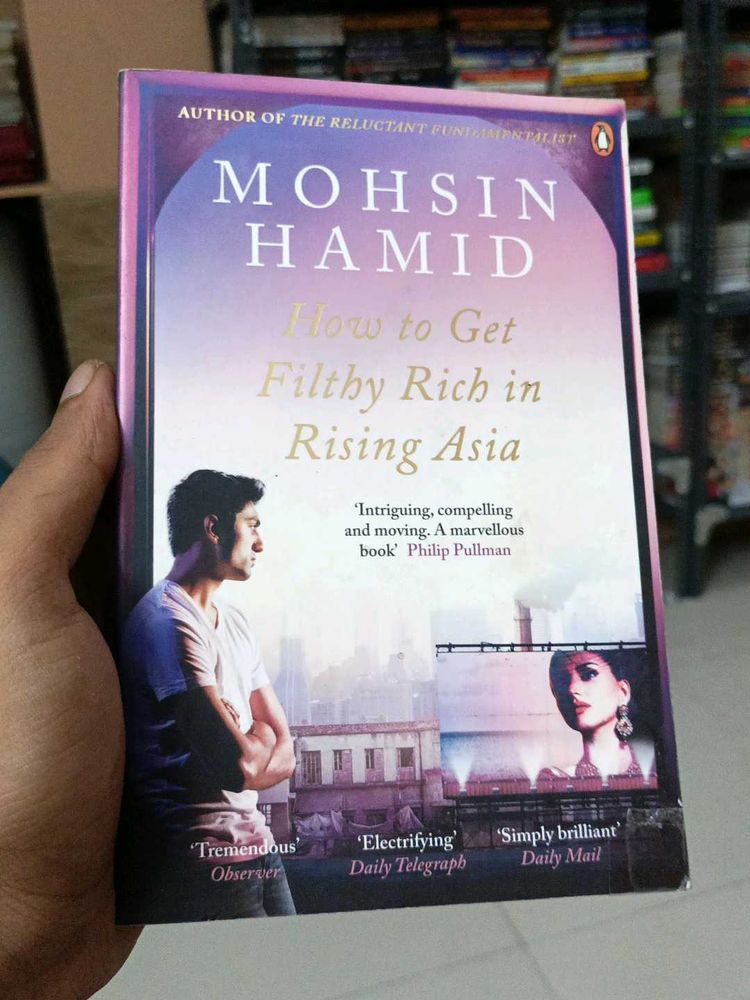 AUTHOR OF THE RELUCTANT FUNDAMENTALIST
MOHSIN
HAMID
How to Get
Filthy Rich in
Rising Asia
'Intriguing, compelling
and moving. A marvellous
book' Philip Pullman
'Tremendous'
Observer
'Electrifying'
Daily Telegraph
'Simply brilliant'
Daily Mail